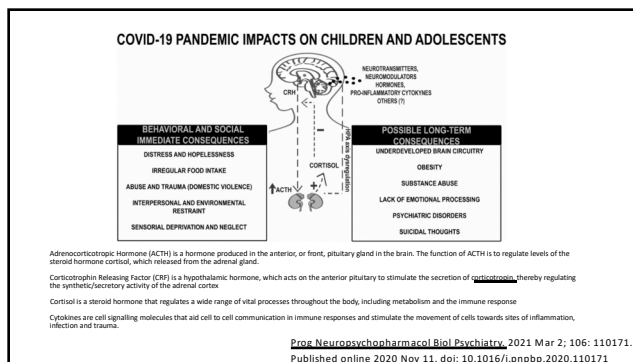 COVID-19 PANDEMIC IMPACTS ON CHILDREN AND ADOLESCENTS
NEUROTRANSMITTERS,
NEUROMODULATORS
HORMONES,
PRO-INFLAMMATORY CYTOKYNES
OTHERS (?)
CRH
HPA axis dysregulation
CORTISOL
ACTH
BEHAVIORAL AND SOCIAL
IMMEDIATE CONSEQUENCES
DISTRESS AND HOPELESSNESS
IRREGULAR FOOD INTAKE
ABUSE AND TRAUMA (DOMESTIC VIOLENCE)
INTERPERSONAL AND ENVIRONMENTAL
RESTRAINT
SENSORIAL DEPRIVATION AND NEGLECT
POSSIBLE LONG-TERM
CONSEQUENCES
UNDERDEVELOPED BRAIN CIRCUITRY
OBESITY
SUBSTANCE ABUSE
LACK OF EMOTIONAL PROCESSING
PSYCHIATRIC DISORDERS
SUICIDAL THOUGHTS
Adrenocorticotropic Hormone (ACTH) is a hormone produced in the anterior, or front, pituitary gland in the brain. The function of ACTH is to regulate levels of the
steroid hormone cortisol, which released from the adrenal gland.
Corticotrophin Releasing Factor (CRF) is a hypothalamic hormone, which acts on the anterior pituitary to stimulate the secretion of corticotropin, thereby regulating
the synthetic/secretory activity of the adrenal cortex
Cortisol is a steroid hormone that regulates a wide range of vital processes throughout the body, including metabolism and the immune response
Cytokines are cell signalling molecules that aid cell to cell communication in immune responses and stimulate the movement of cells towards sites of inflammation,
infection and trauma.
Prog Neuropsychopharmacol Biol Psychiatry. 2021 Mar 2; 106: 110171.
Published online 2020 Nov 11. doi: 10.1016/j.pnpbp.2020.110171